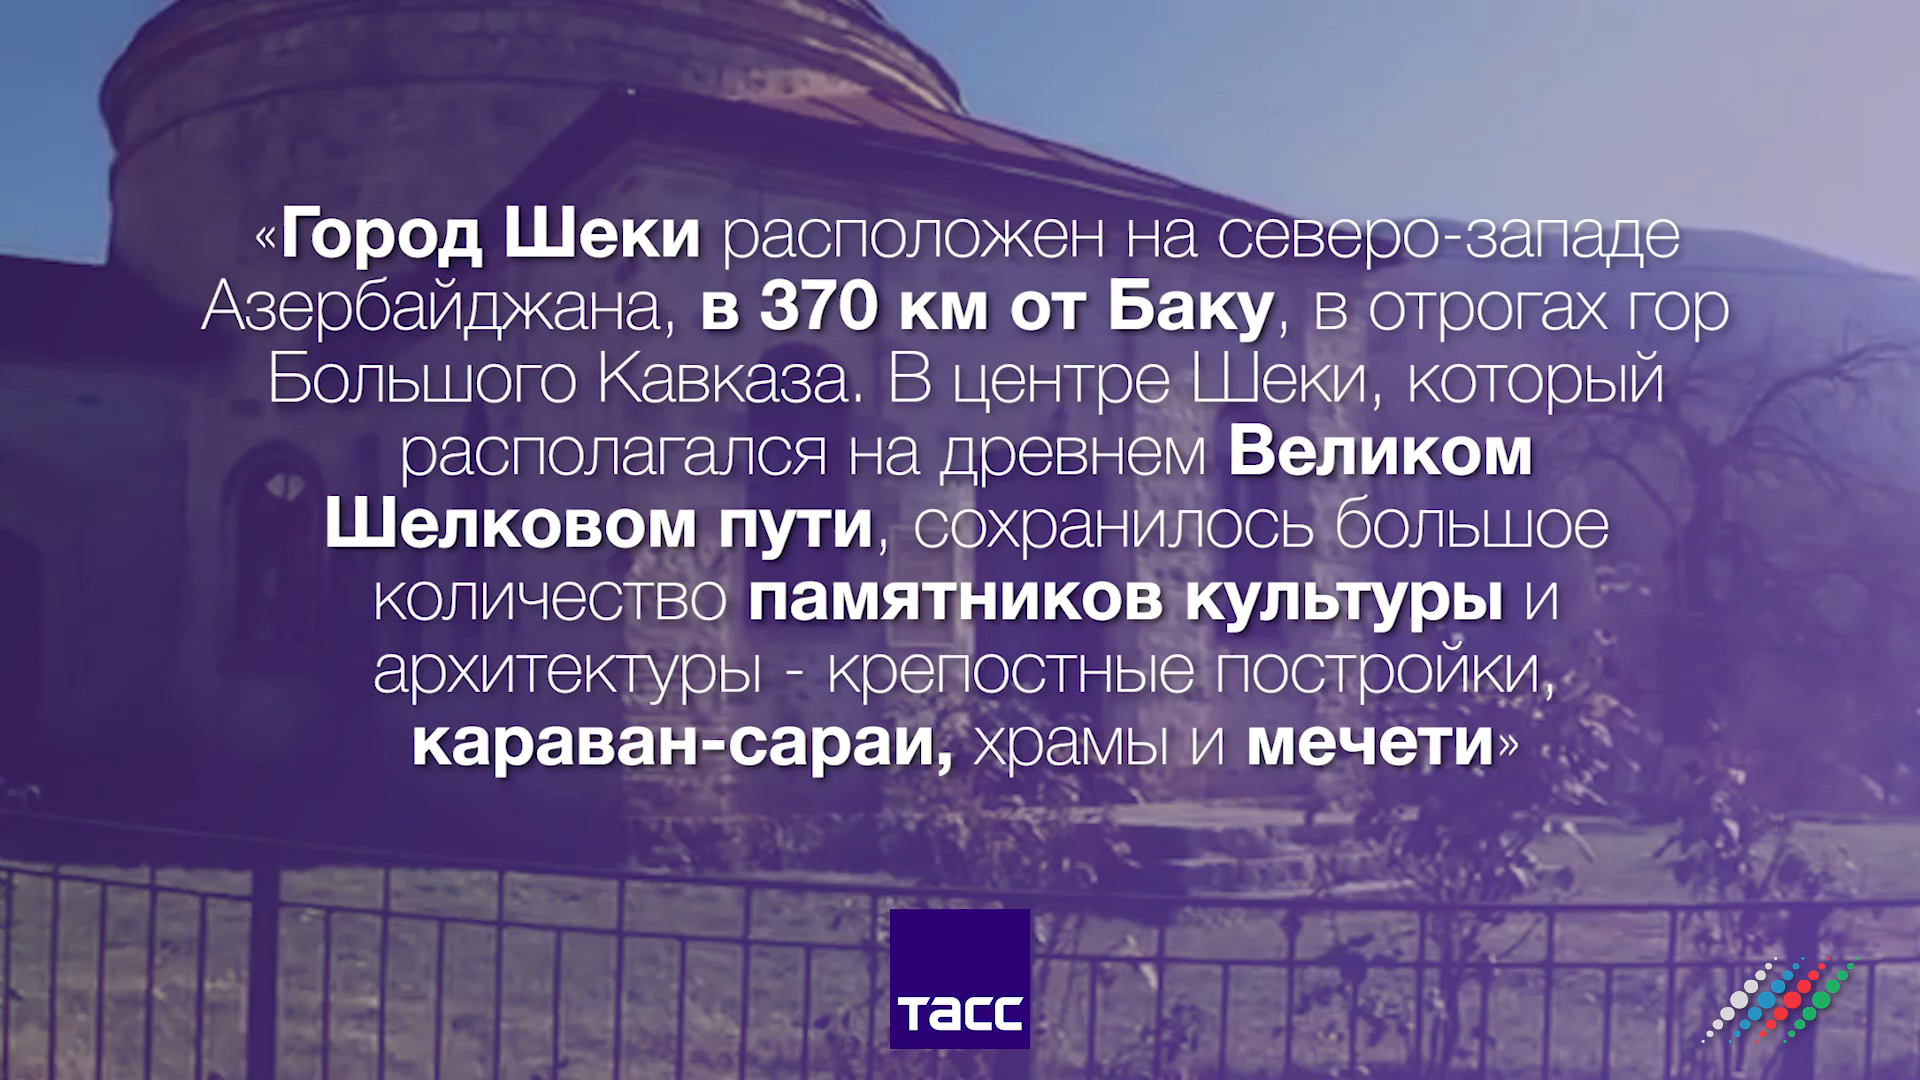 «Город Шеки расположен на северо-западе
Азербайджана, в 370 км от Баку, в отрогах гор
Большого Кавказа. В центре Шеки, который
располагался на древнем Великом
Шелковом пути, сохранилось большое
количество памятников культуры и
архитектуры - крепостные постройки,
караван-сараи, храмы и мечети»
ТАСС